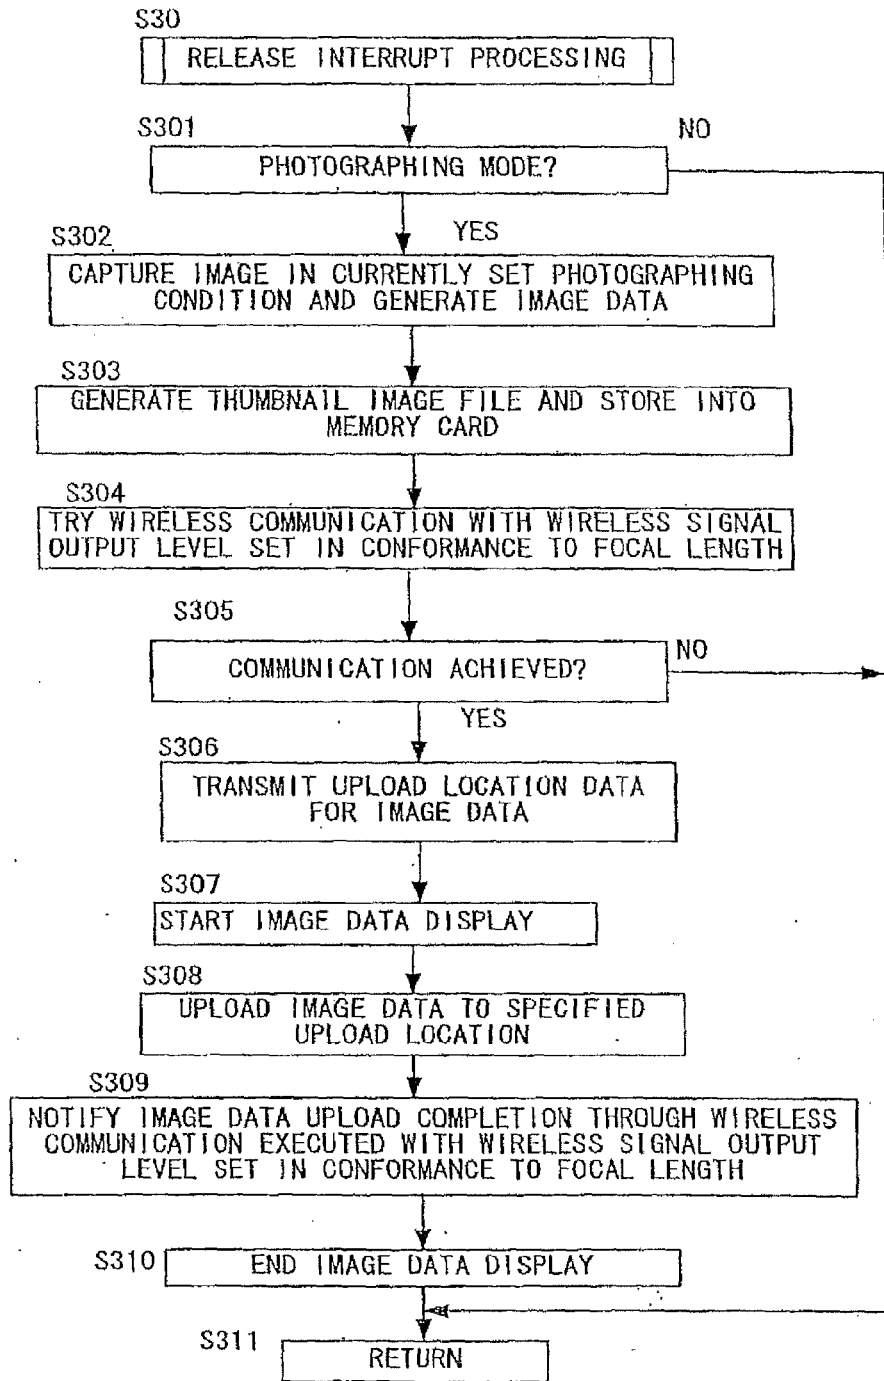 S30
RELEASE INTERRUPT PROCESSING
S301
NO
PHOTOGRAPHING MODE?
YES
S302
CAPTURE IMAGE IN CURRENTLY SET PHOTOGRAPHING
CONDITION AND GENERATE IMAGE DATA
S303
GENERATE THUMBNAIL IMAGE FILE AND STORE INTO
MEMORY CARD
S304
TRY WIRELESS COMMUNICATION WITH WIRELESS SIGNAL
OUTPUT LEVEL SET IN CONFORMANCE TO FOCAL LENGTH
S305
NO
COMMUNICATION ACHIEVED?
YES
S306
TRANSMIT UPLOAD LOCATION DATA
FOR IMAGE DATA
S307
START IMAGE DATA DISPLAY
S308
UPLOAD IMAGE DATA TO SPECIFIED
UPLOAD LOCATION
S309
NOTIFY IMAGE DATA UPLOAD COMPLETION THROUGH WIRELESS
COMMUNICATION EXECUTED WITH WIRELESS SIGNAL OUTPUT
LEVEL SET IN CONFORMANCE TO FOCAL LENGTH
S310
END IMAGE DATA DISPLAY
S311
RETURN